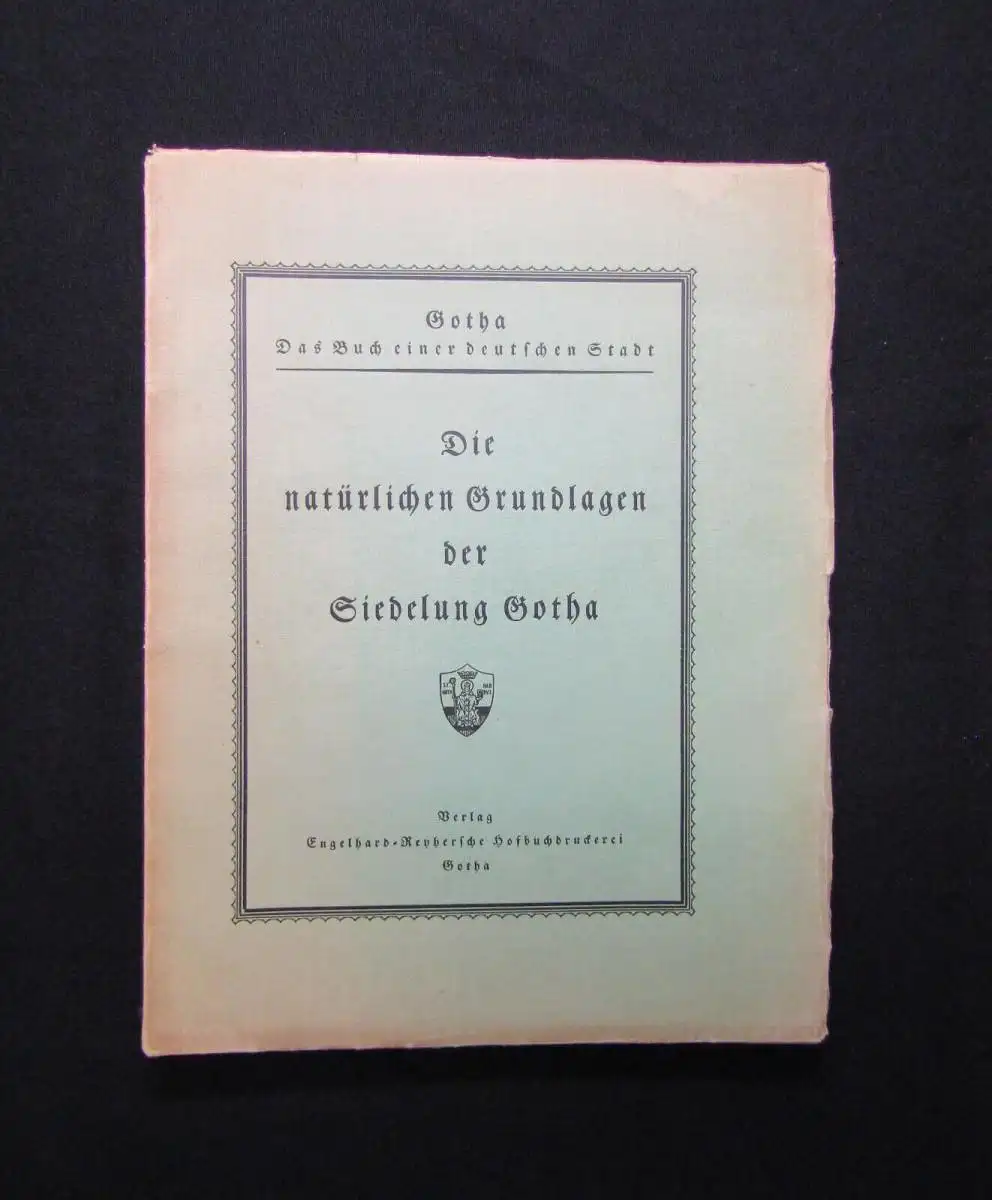 Gotha
Das Buch einer deutſchen Stadt
Die
natürlichen Grundlagen
der
Siedelung Gotha
Verlag
Engelhard-Reyherſche Hofbuchdruckerei
Gotha